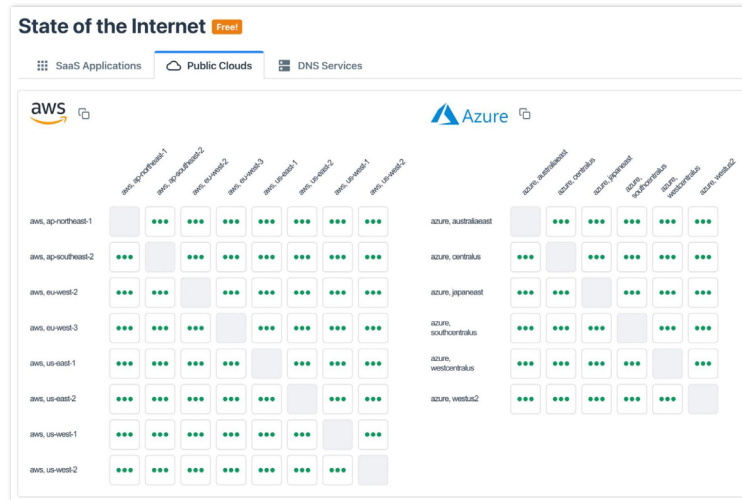 State of the Internet Free!
SaaS Applications Public Clouds DNS Services
aws
aws, ap-northeast-1 aws, ap-southeast-2 aws, eu-west-2 aws, eu-west-3 aws, us-east-1 aws, us-east-2 aws, us-west-1 aws, us-west-2
aws, ap-northeast-1
aws, ap-southeast-2
aws, eu-west-2
aws, eu-west-3
aws, us-east-1
aws, us-east-2
aws, us-west-1
aws, us-west-2
Azure
azure, australiaeast azure, centralus azure, japaneast azure, southcentralus azure, westcentralus azure, westus2
azure, australiaeast
azure, centralus
azure, japaneast
azure,
southcentralus
azure,
westcentralus
azure, westus2